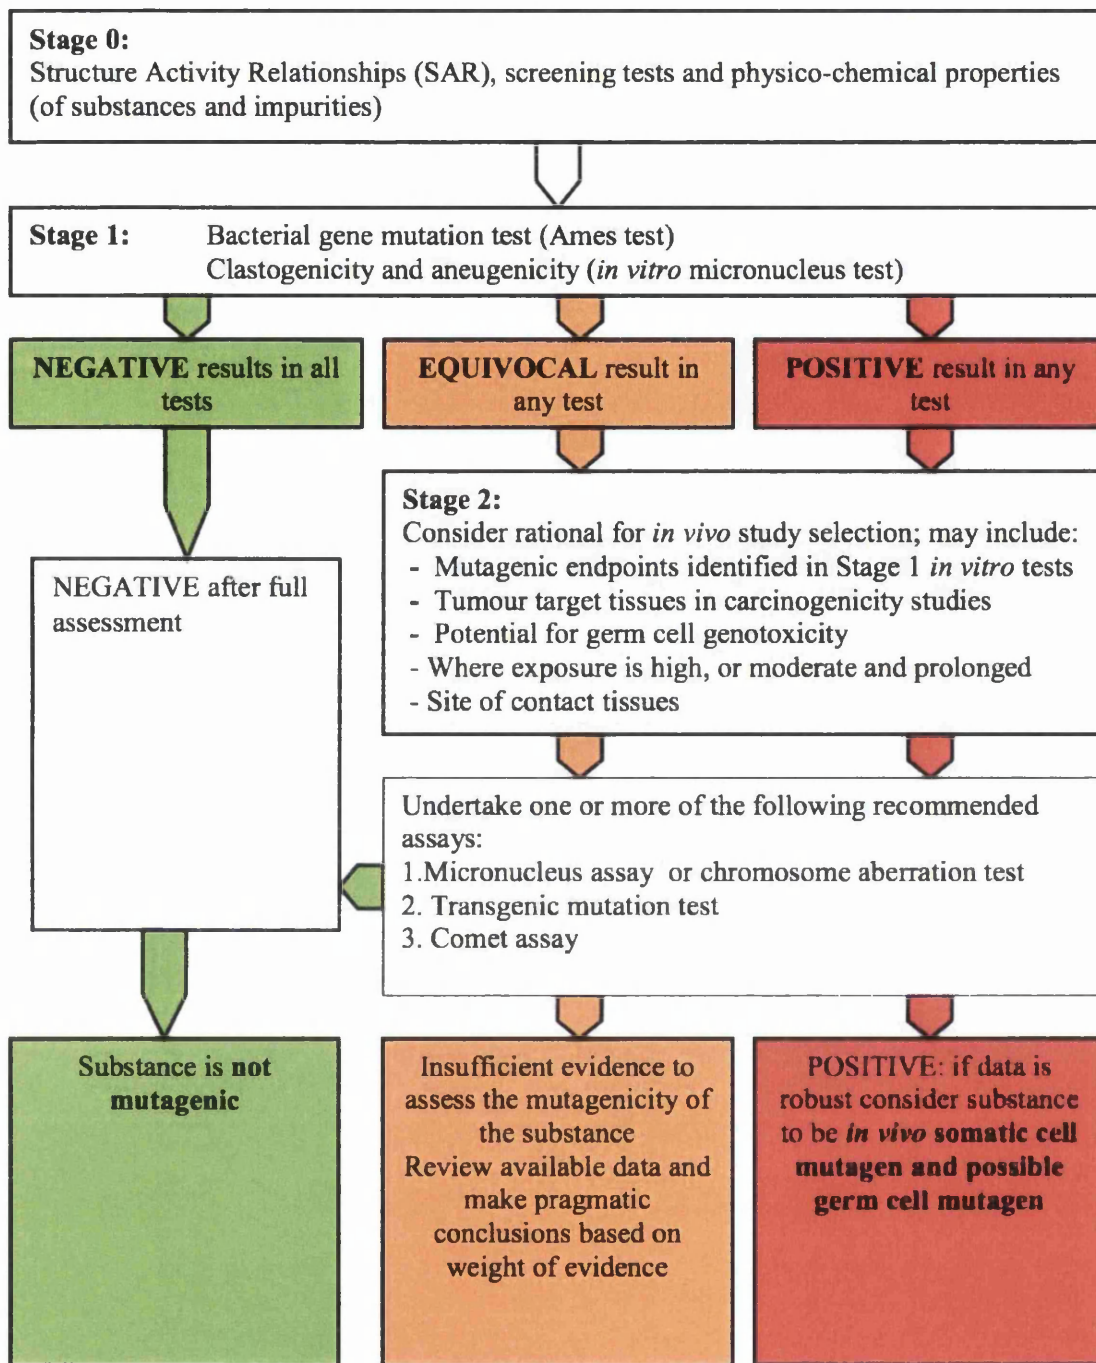 Stage 0:
Structure Activity Relationships (SAR), screening tests and physico-chemical properties
(of substances and impurities)
Stage 1: Bacterial gene mutation test (Ames test)
Clastogenicity and aneugenicity (in vitro micronucleus test)
NEGATIVE results in all
tests
EQUIVOCAL result in
any test
POSITIVE result in any
test
Stage 2:
Consider rational for in vivo study selection; may include:
- Mutagenic endpoints identified in Stage 1 in vitro tests
- Tumour target tissues in carcinogenicity studies
- Potential for germ cell genotoxicity
- Where exposure is high, or moderate and prolonged
- Site of contact tissues
NEGATIVE after full
assessment
Undertake one or more of the following recommended
assays:
1.Micronucleus assay or chromosome aberration test
2. Transgenic mutation test
3. Comet assay
Substance is not
mutagenic
Insufficient evidence to
assess the mutagenicity of
the substance
Review available data and
make pragmatic
conclusions based on
weight of evidence
POSITIVE: if data is
robust consider substance
to be in vivo somatic cell
mutagen and possible
germ cell mutagen